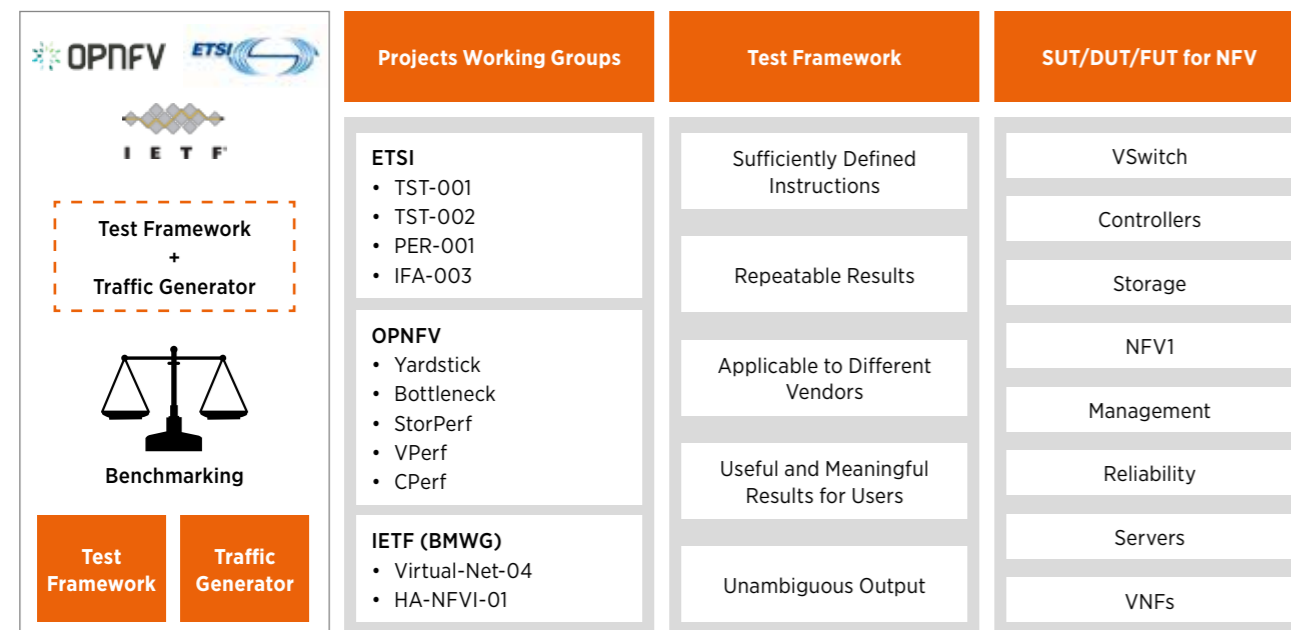 OPNFV
ETSI
IETF
Test Framework
+
Traffic Generator
Benchmarking
Test
Framework
Traffic
Generator
Projects Working Groups
ETSI
• TST-001
• TST-002
• PER-001
• IFA-003
OPNFV
• Yardstick
• Bottleneck
• StorPerf
• VPerf
• CPerf
IETF (BMWG)
• Virtual-Net-04
• HA-NFVI-01
Test Framework
Sufficiently Defined
Instructions
Repeatable Results
Applicable to Different
Vendors
Useful and Meaningful
Results for Users
Unambiguous Output
SUT/DUT/FUT for NFV
VSwitch
Controllers
Storage
NFV1
Management
Reliability
Servers
VNFs